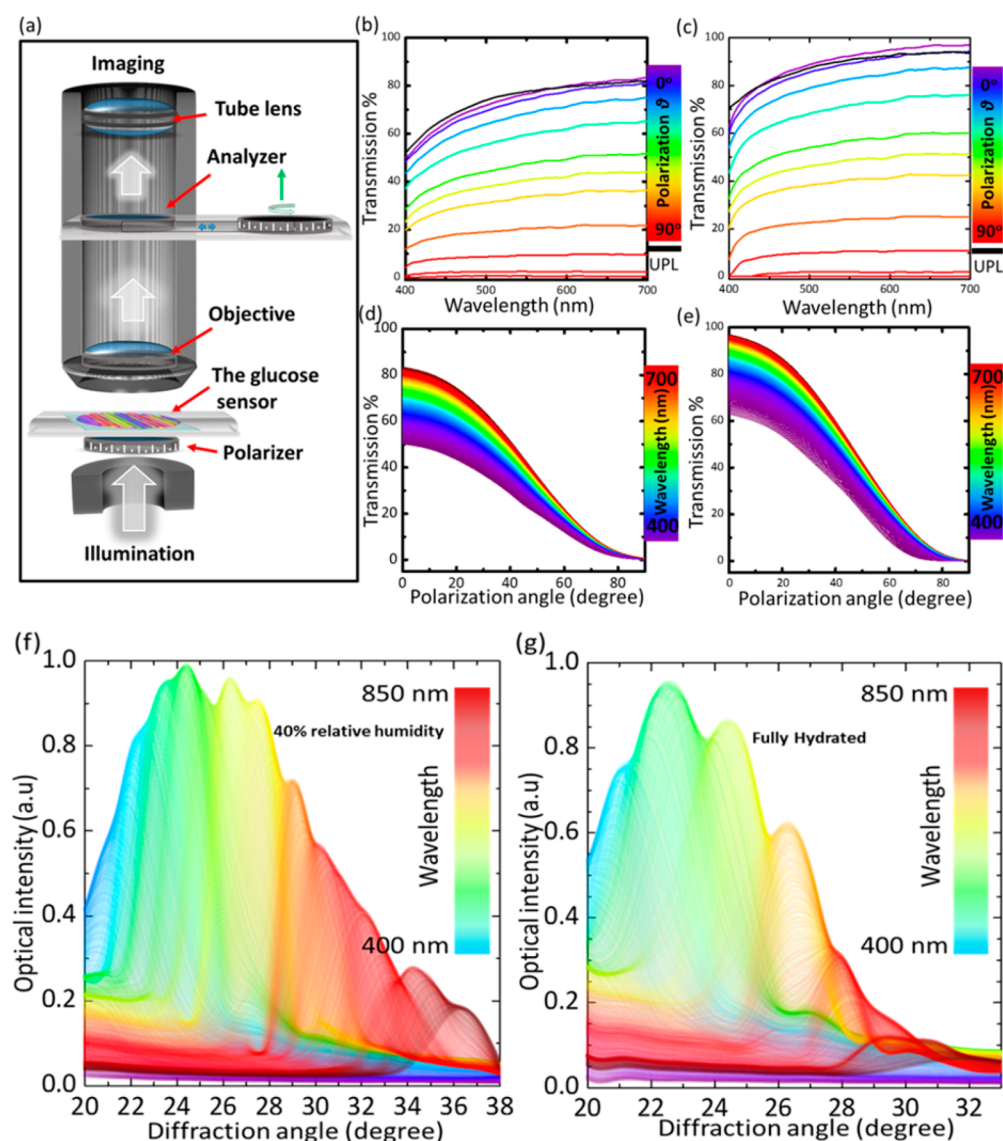 (a)
Imaging
Tube lens
Analyzer
Objective
The glucose
sensor
Polarizer
Illumination
(b)
Transmission %
100
80
60
40
20
0
400
500
600
700
Wavelength (nm)
0°
Polarization ϑ
90°
UPL
(c)
Transmission %
100
80
60
40
20
0
400
500
600
700
Wavelength (nm)
0°
Polarization ϑ
90°
UPL
(d)
Transmission %
100
80
60
40
20
0
0
20
40
60
80
Polarization angle (degree)
700
Wavelength (nm)
400
(e)
Transmission %
100
80
60
40
20
0
0
20
40
60
80
Polarization angle (degree)
700
Wavelength (nm)
400
(f)
Optical intensity (a.u)
1.0
0.8
0.6
0.4
0.2
0.0
20 22 24 26 28 30 32 34 36 38
Diffraction angle (degree)
850 nm
40% relative humidity
Wavelength
400 nm
(g)
Optical intensity (a.u)
1.0
0.8
0.6
0.4
0.2
0.0
20 22 24 26 28 30 32
Diffraction angle (degree)
850 nm
Fully Hydrated
Wavelength
400 nm